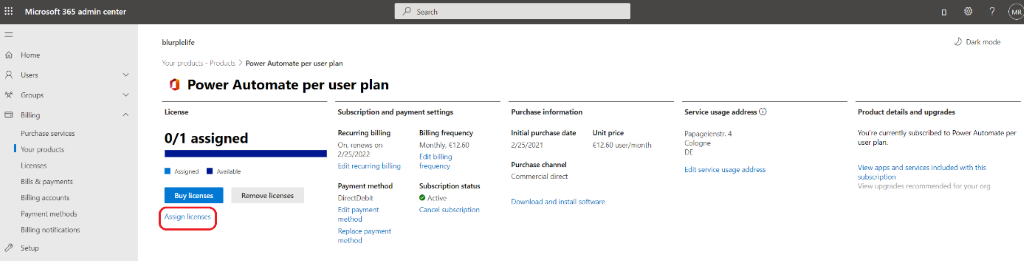 Microsoft 365 admin center
Search
MR
Home
Users
Groups
Billing
Purchase services
Your products
Licenses
Bills & payments
Billing accounts
Payment methods
Billing notifications
Setup
blurplelife
Dark mode
Your products - Products > Power Automate per user plan
Power Automate per user plan
License
0/1 assigned
Assigned
Available
Buy licenses
Remove licenses
Assign licenses
Subscription and payment settings
Recurring billing
On, renews on
2/25/2022
Edit recurring billing
Billing frequency
Monthly, €12.60
Edit billing
frequency
Payment method
DirectDebit
Edit payment
method
Replace payment
method
Subscription status
Active
Cancel subscription
Purchase information
Initial purchase date
2/25/2021
Unit price
€12.60 user/month
Purchase channel
Commercial direct
Download and install software
Service usage address
Papageienstr. 4
Cologne
DE
Edit service usage address
Product details and upgrades
You're currently subscribed to Power Automate per
user plan.
View apps and services included with this
subscription
View upgrades recommended for your org